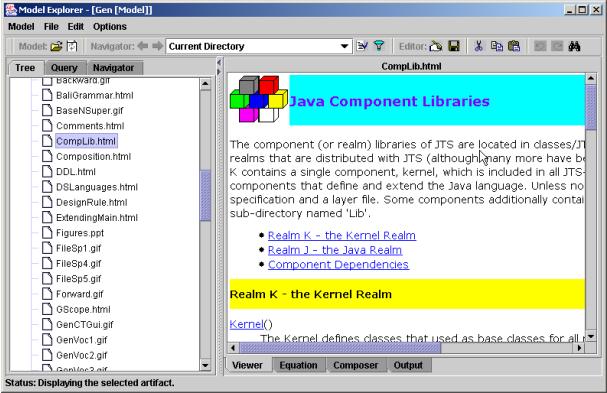 Model Explorer - [Gen [Model]]
Model File Edit Options
Model: Navigator: Current Directory Editor:
Tree Query Navigator
Backward.gif
BaliGrammar.html
BaseNSuper.gif
Comments.html
CompLib.html
Composition.html
DDL.html
DSLanguages.html
DesignRule.html
ExtendingMain.html
Figures.ppt
FileSp1.gif
FileSp4.gif
FileSp5.gif
Forward.gif
GScope.html
GenCTGui.gif
GenVoc1.gif
GenVoc2.gif
GenVoc3.gif
CompLib.html
Java Component Libraries
The component (or realm) libraries of JTS are located in classes/JT
realms that are distributed with JTS (although many more have be
K contains a single component, kernel, which is included in all JTS-
components that define and extend the Java language. Unless no
specification and a layer file. Some components additionally contai
sub-directory named 'Lib'.
Realm K - the Kernel Realm
Realm J - the Java Realm
Component Dependencies
Realm K - the Kernel Realm
Kernel()
The Kernel defines classes that used as base classes for all r
Viewer Equation Composer Output
Status: Displaying the selected artifact.